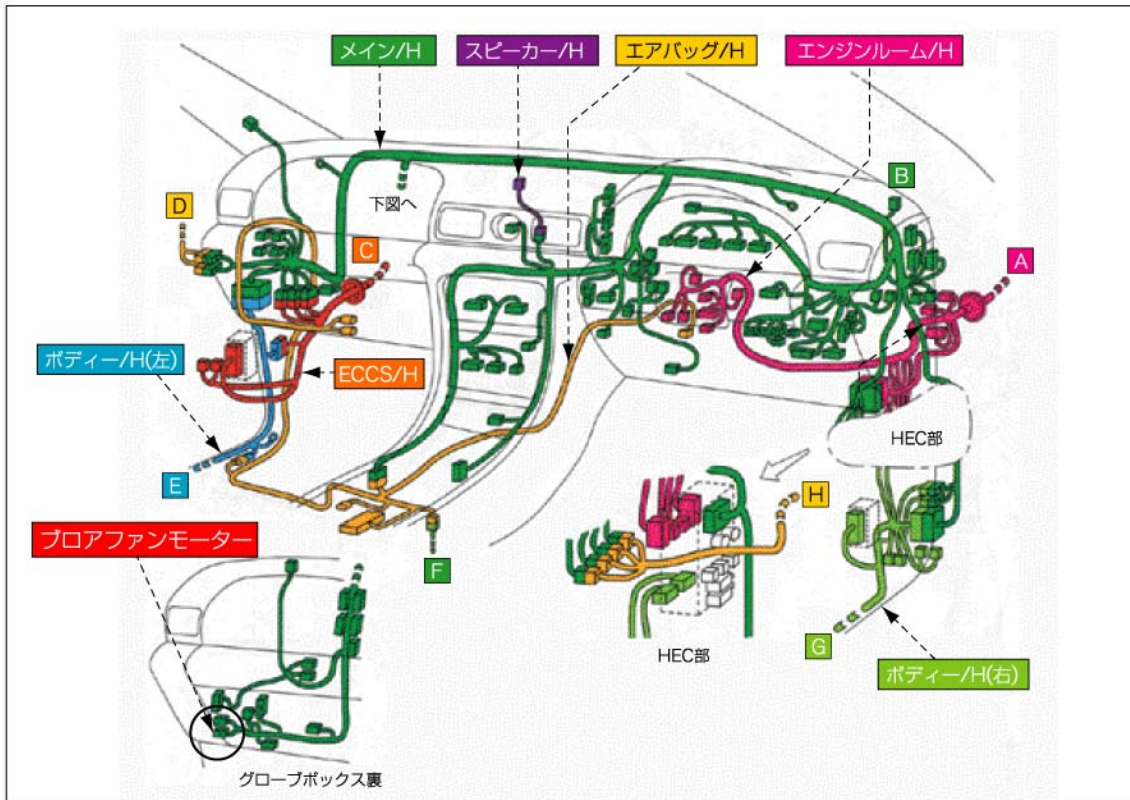 メイン/H
スピーカー/H
エアバッグ/H
エンジンルーム/H
B
D
下図へ
C
A
ボディー/H(左)
ECCS/H
HEC部
E
H
ブロアファンモーター
F
G
HEC部
ボディー/H(右)
グローブボックス裏